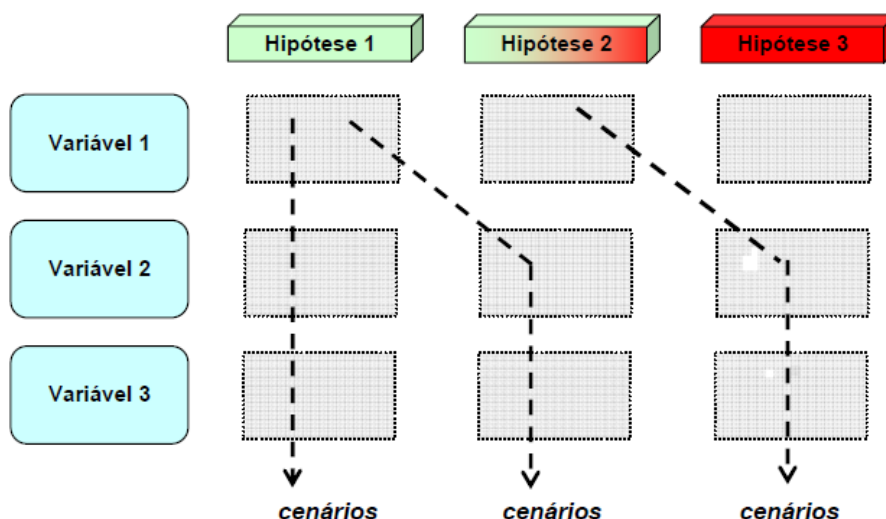 Hipótese 1
Hipótese 2
Hipótese 3
Variável 1
Variável 2
Variável 3
cenários
cenários
cenários